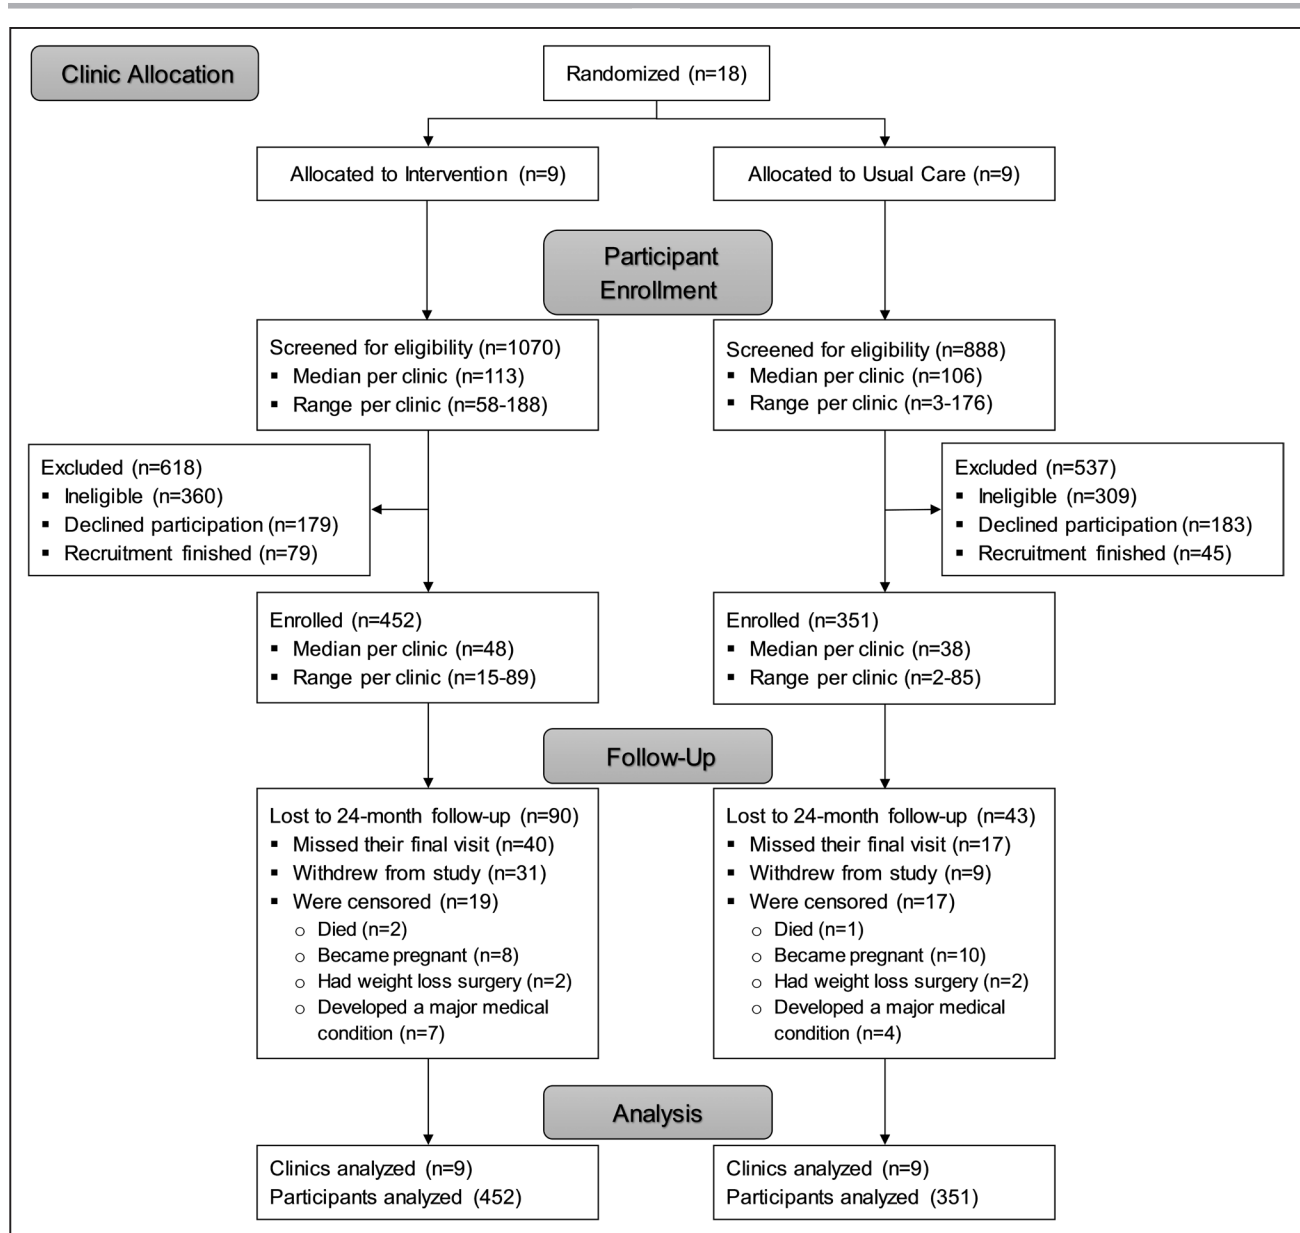 Clinic Allocation
Randomized (n=18)
Allocated to Intervention (n=9)
Allocated to Usual Care (n=9)
Participant
Enrollment
Screened for eligibility (n=1070)
▪ Median per clinic (n=113)
▪ Range per clinic (n=58-188)
Screened for eligibility (n=888)
▪ Median per clinic (n=106)
▪ Range per clinic (n=3-176)
Excluded (n=618)
▪ Ineligible (n=360)
▪ Declined participation (n=179)
▪ Recruitment finished (n=79)
Excluded (n=537)
▪ Ineligible (n=309)
▪ Declined participation (n=183)
▪ Recruitment finished (n=45)
Enrolled (n=452)
▪ Median per clinic (n=48)
▪ Range per clinic (n=15-89)
Enrolled (n=351)
▪ Median per clinic (n=38)
▪ Range per clinic (n=2-85)
Follow-Up
Lost to 24-month follow-up (n=90)
▪ Missed their final visit (n=40)
▪ Withdrew from study (n=31)
▪ Were censored (n=19)
o Died (n=2)
o Became pregnant (n=8)
o Had weight loss surgery (n=2)
o Developed a major medical
condition (n=7)
Lost to 24-month follow-up (n=43)
▪ Missed their final visit (n=17)
▪ Withdrew from study (n=9)
▪ Were censored (n=17)
o Died (n=1)
o Became pregnant (n=10)
o Had weight loss surgery (n=2)
o Developed a major medical
condition (n=4)
Analysis
Clinics analyzed (n=9)
Participants analyzed (452)
Clinics analyzed (n=9)
Participants analyzed (351)